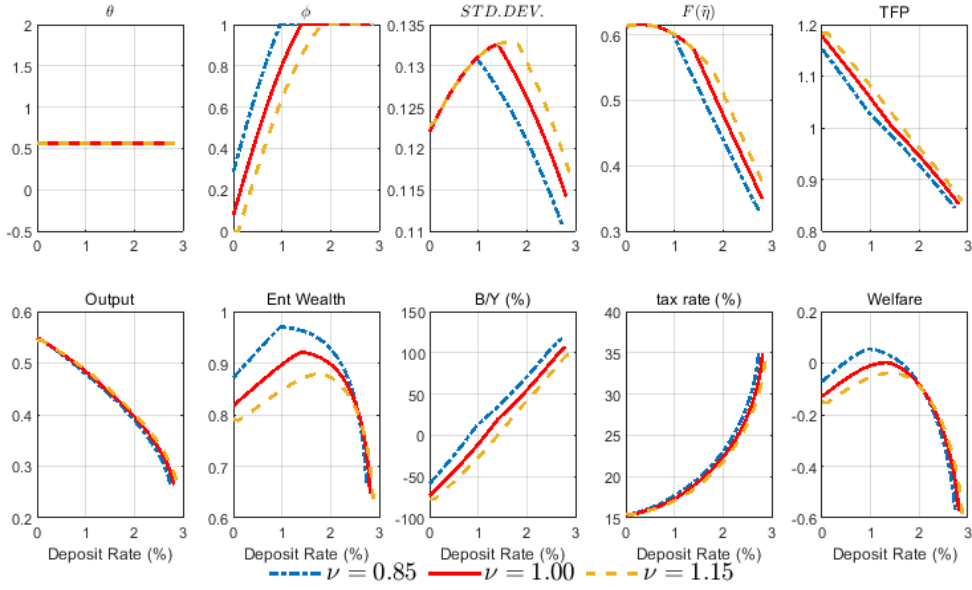 θ
ϕ
STD.DEV.
F(η̄)
TFP
2
1.5
1
0.5
0
-0.5
0 1 2 3
1
0.8
0.6
0.4
0.2
0
0 1 2 3
0.135
0.13
0.125
0.12
0.115
0.11
0 1 2 3
0.6
0.5
0.4
0.3
0 1 2 3
1.2
1.1
1
0.9
0.8
0 1 2 3
Output
Ent Wealth
B/Y (%)
tax rate (%)
Welfare
0.6
0.5
0.4
0.3
0.2
0 1 2 3
Deposit Rate (%)
1
0.9
0.8
0.7
0.6
0 1 2 3
Deposit Rate (%)
150
100
50
0
-50
-100
0 1 2 3
Deposit Rate (%)
40
35
30
25
20
15
0 1 2 3
Deposit Rate (%)
0.2
0
-0.2
-0.4
-0.6
0 1 2 3
Deposit Rate (%)
ν = 0.85 ν = 1.00 ν = 1.15